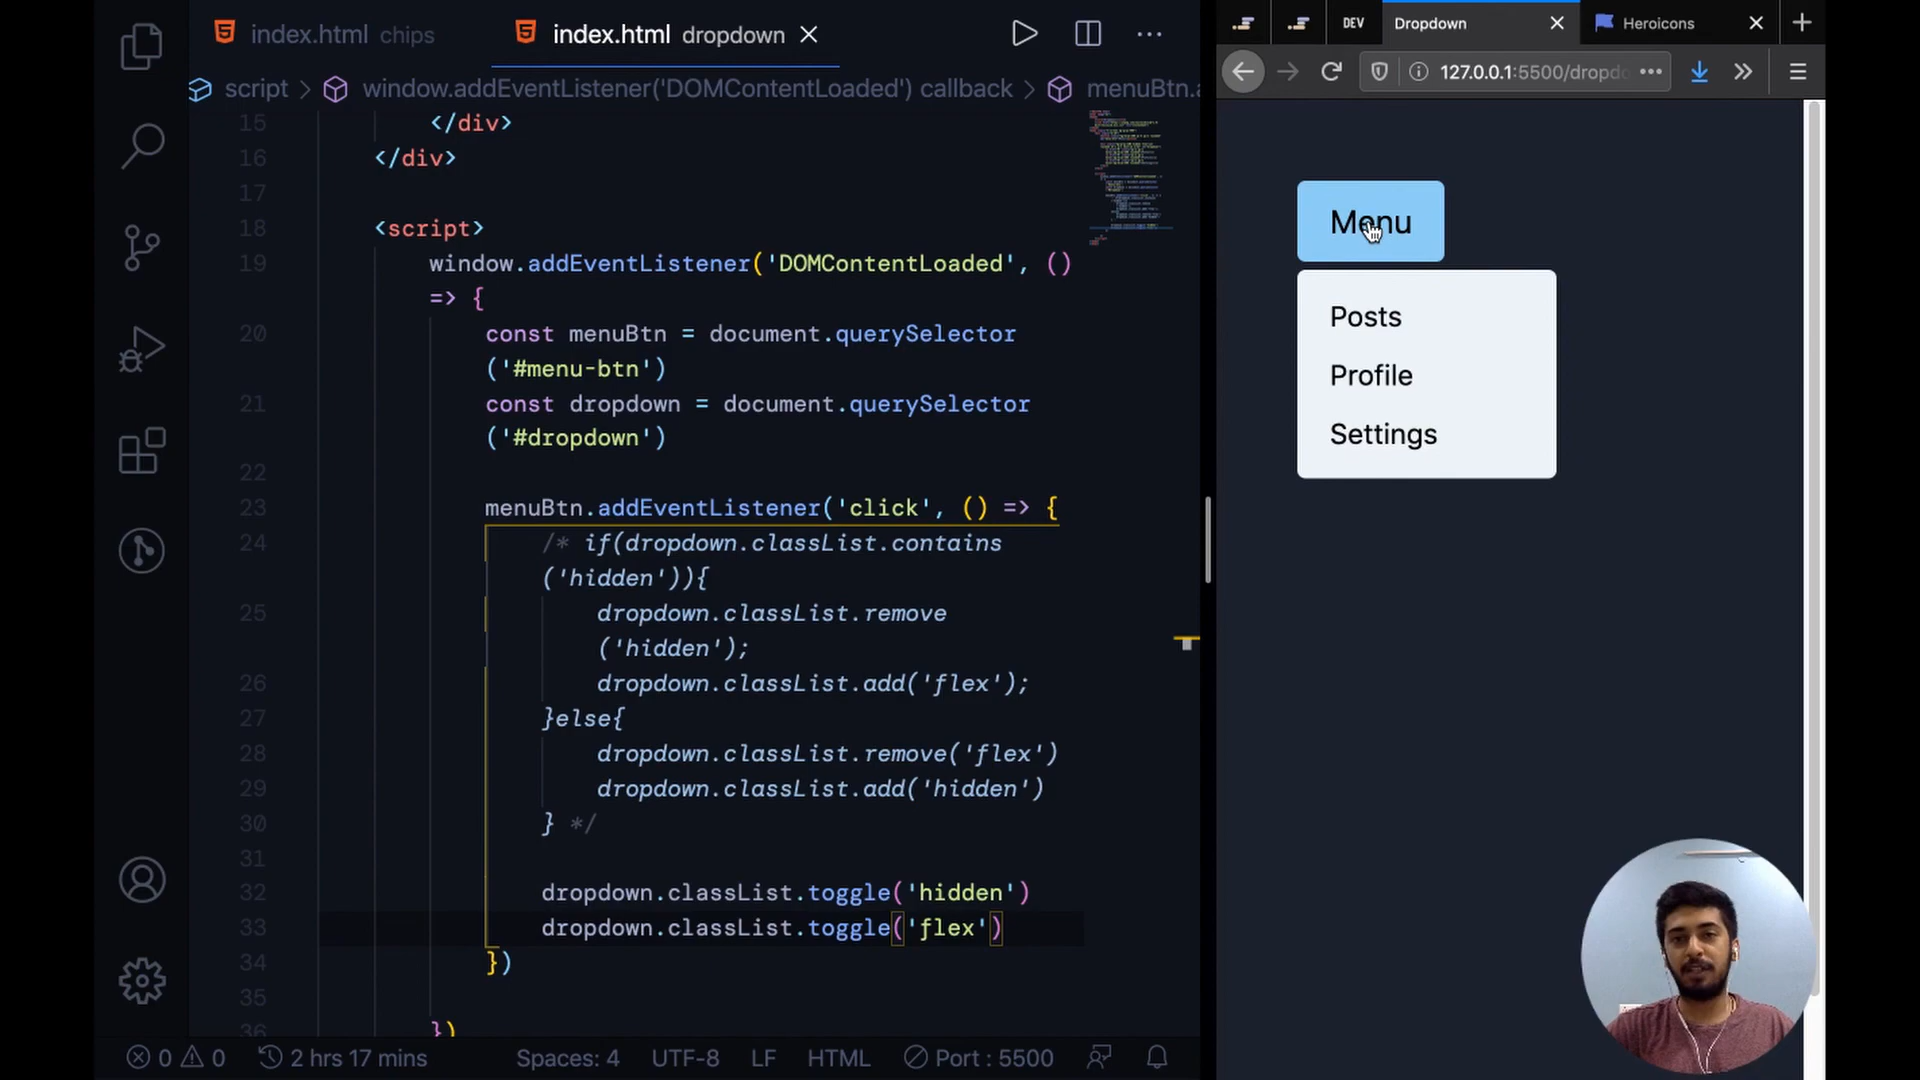 index.html chips
index.html dropdown
script > window.addEventListener('DOMContentLoaded') callback > menuBtn.a
15 </div>
16 </div>
17
18 <script>
19 window.addEventListener('DOMContentLoaded', ()
=> {
20 const menuBtn = document.querySelector
('#menu-btn')
21 const dropdown = document.querySelector
('#dropdown')
22
23 menuBtn.addEventListener('click', () => {
24 /* if(dropdown.classList.contains
('hidden')){
25 dropdown.classList.remove
('hidden');
26 dropdown.classList.add('flex');
27 }else{
28 dropdown.classList.remove('flex')
29 dropdown.classList.add('hidden')
30 } */
31
32 dropdown.classList.toggle('hidden')
33 dropdown.classList.toggle('flex')
34 })
35
36 })
0 0 2 hrs 17 mins Spaces: 4 UTF-8 LF HTML Port : 5500
DEV Dropdown Heroicons
127.0.0.1:5500/dropdo
Menu
Posts
Profile
Settings